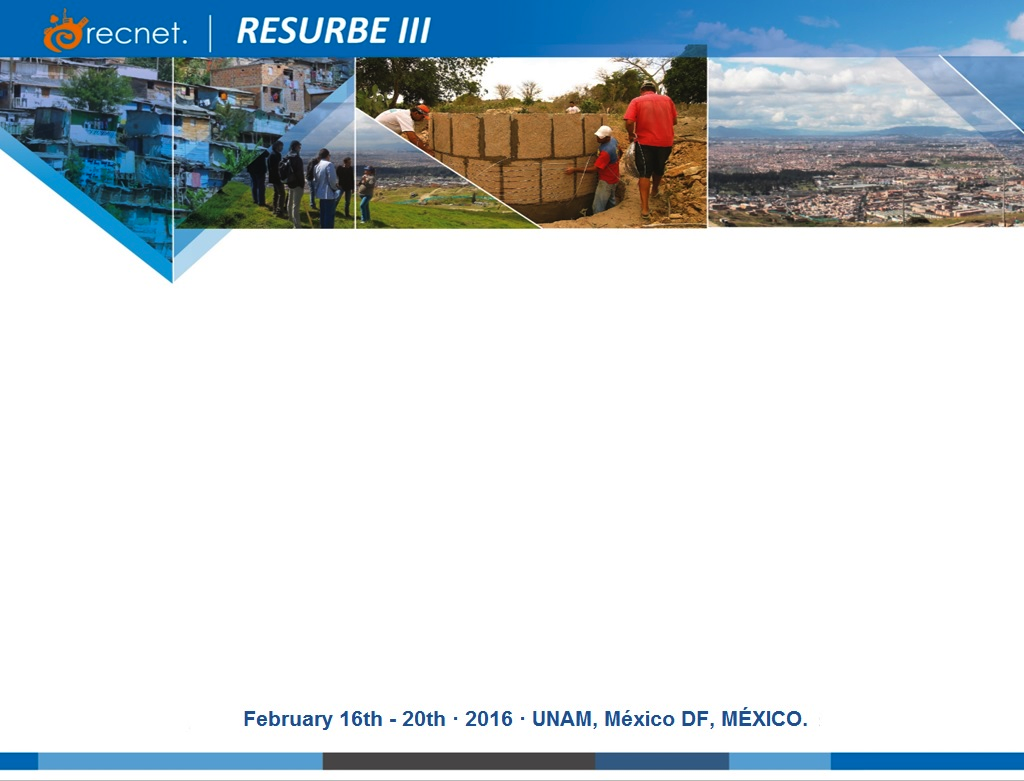 recnet. RESURBE III
February 16th - 20th · 2016 · UNAM, México DF, MÉXICO.